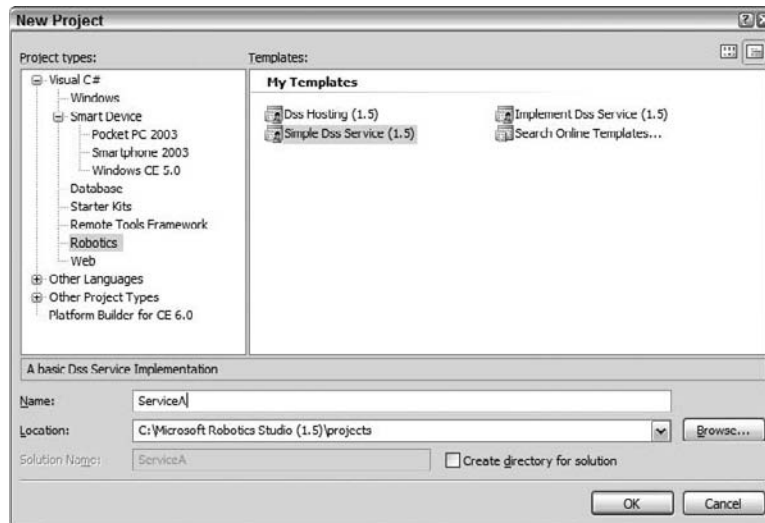 New Project
Project types:
Templates:
Visual C#
Windows
Smart Device
Pocket PC 2003
Smartphone 2003
Windows CE 5.0
Database
Starter Kits
Remote Tools Framework
Robotics
Web
Other Languages
Other Project Types
Platform Builder for CE 6.0
My Templates
Dss Hosting (1.5)
Implement Dss Service (1.5)
Simple Dss Service (1.5)
Search Online Templates...
A basic Dss Service Implementation
Name:
ServiceA
Location:
C:\Microsoft Robotics Studio (1.5)\projects
Browse...
Solution Name:
ServiceA
Create directory for solution
OK
Cancel